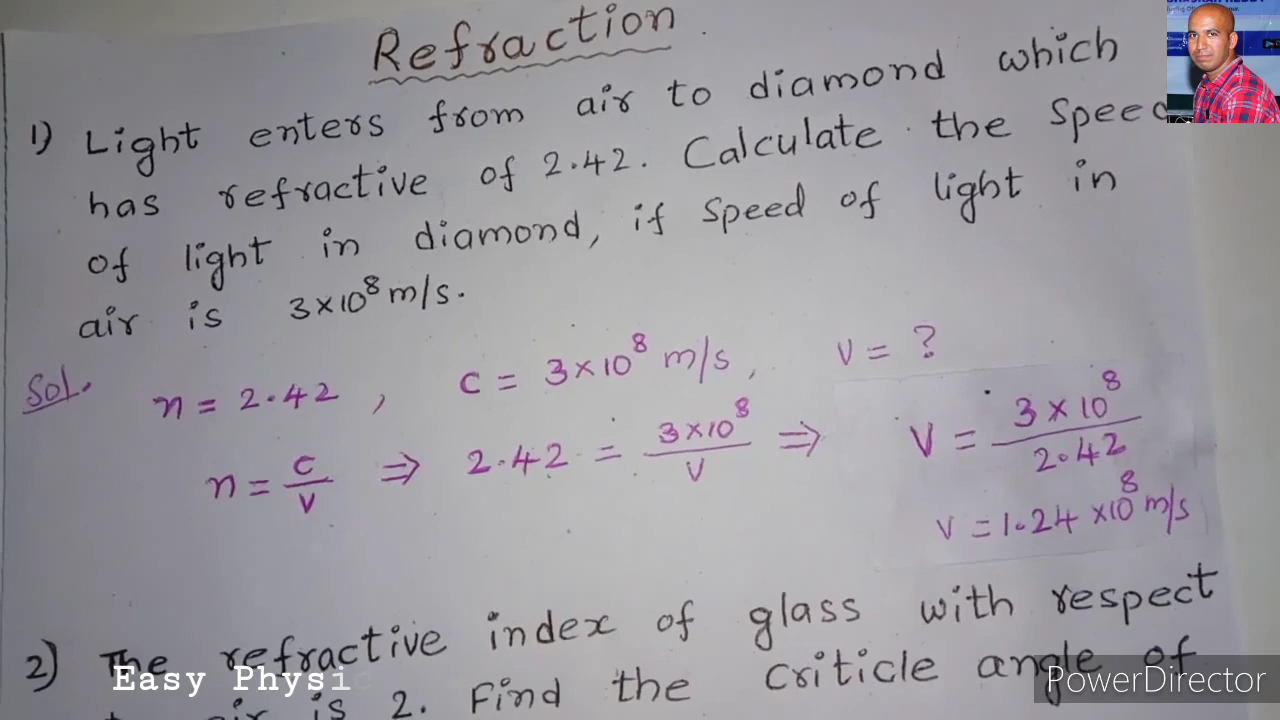 Refraction
1) Light enters from air to diamond which
has refractive of 2.42. Calculate the speed
of light in diamond, if speed of light in
air is 3×10⁸ m/s.
Sol. n = 2.42 , c = 3×10⁸ m/s, v = ?
n = c/v ⇒ 2.42 = 3×10⁸/v ⇒ v = 3×10⁸/2.42
v = 1.24 ×10⁸ m/s
2) The refractive index of glass with respect
air is 2. Find the criticle angle of
Easy Physi
PowerDirector